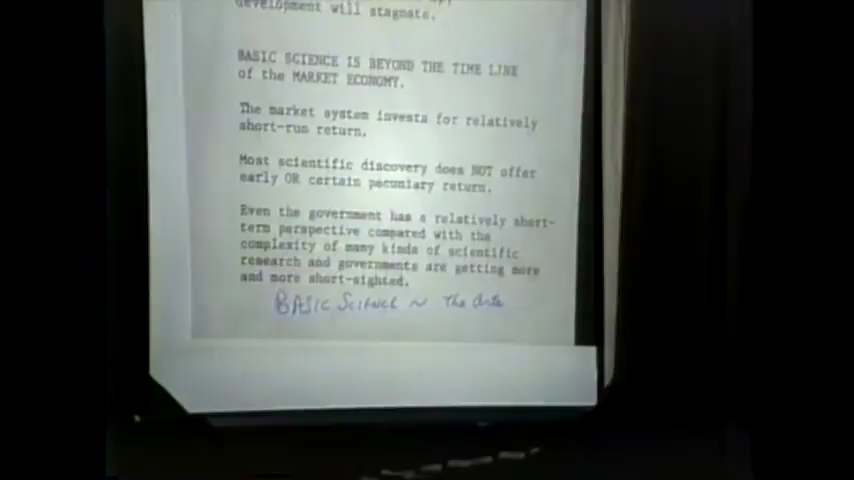 development will stagnate.
BASIC SCIENCE IS BEYOND THE TIME LINE
of the MARKET ECONOMY.
The market system invests for relatively
short-run return.
Most scientific discovery does NOT offer
early OR certain pecuniary return.
Even the government has a relatively short-
term perspective compared with the
complexity of many kinds of scientific
research and governments are getting more
and more short-sighted.
BASIC SCIENCE ~ The Arts